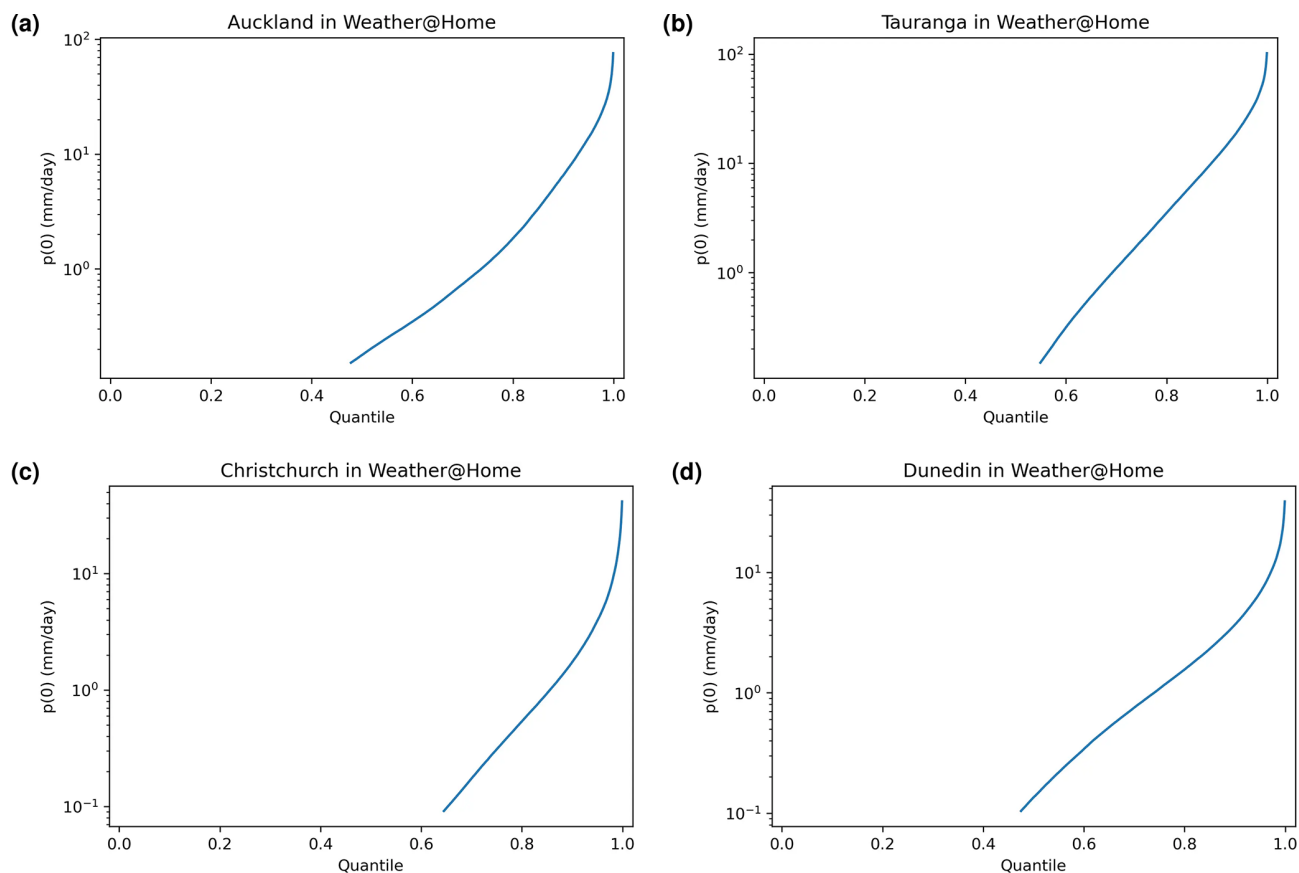 (a)
Auckland in Weather@Home
10²
10¹
10⁰
p(0) (mm/day)
0.0 0.2 0.4 0.6 0.8 1.0
Quantile
(b)
Tauranga in Weather@Home
10²
10¹
10⁰
p(0) (mm/day)
0.0 0.2 0.4 0.6 0.8 1.0
Quantile
(c)
Christchurch in Weather@Home
10¹
10⁰
10⁻¹
p(0) (mm/day)
0.0 0.2 0.4 0.6 0.8 1.0
Quantile
(d)
Dunedin in Weather@Home
10¹
10⁰
10⁻¹
p(0) (mm/day)
0.0 0.2 0.4 0.6 0.8 1.0
Quantile